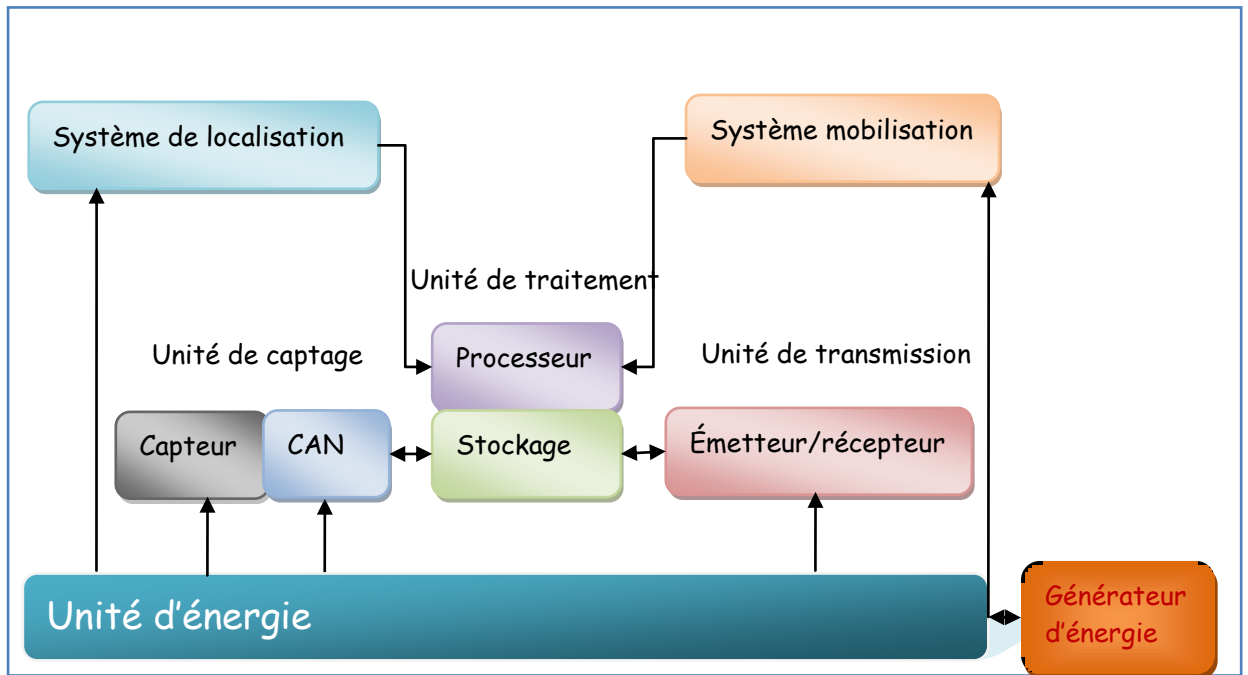 Système de localisation
Système mobilisation
Unité de traitement
Unité de captage
Processeur
Unité de transmission
Capteur
CAN
Stockage
Émetteur/récepteur
Unité d'énergie
Générateur
d'énergie